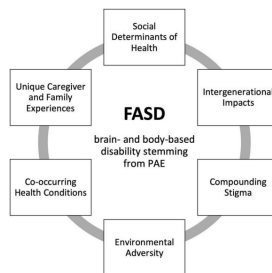 Social
Determinants of
Health
Unique Caregiver
and Family
Experiences
Intergenerational
Impacts
FASD
brain- and body-based
disability stemming
from PAE
Co-occurring
Health Conditions
Compounding
Stigma
Environmental
Adversity